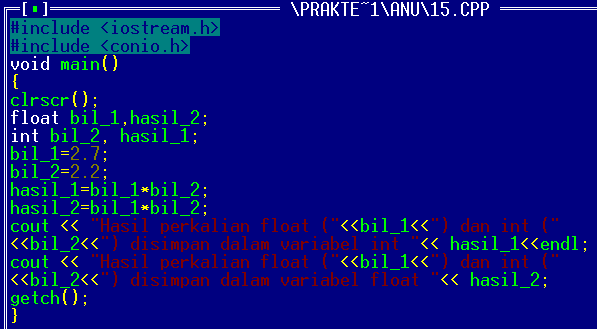 [▪] \PRAKTE~1\ANU\15.CPP
#include <iostream.h>
#include <conio.h>
void main()
{
clrscr();
float bil_1,hasil_2;
int bil_2, hasil_1;
bil_1=2.7;
bil_2=2.2;
hasil_1=bil_1*bil_2;
hasil_2=bil_1*bil_2;
cout << "Hasil perkalian float ("<<bil_1<<") dan int ("
<<bil_2<<") disimpan dalam variabel int "<< hasil_1<<endl;
cout << "Hasil perkalian float ("<<bil_1<<") dan int ("
<<bil_2<<") disimpan dalam variabel float "<< hasil_2;
getch();
}